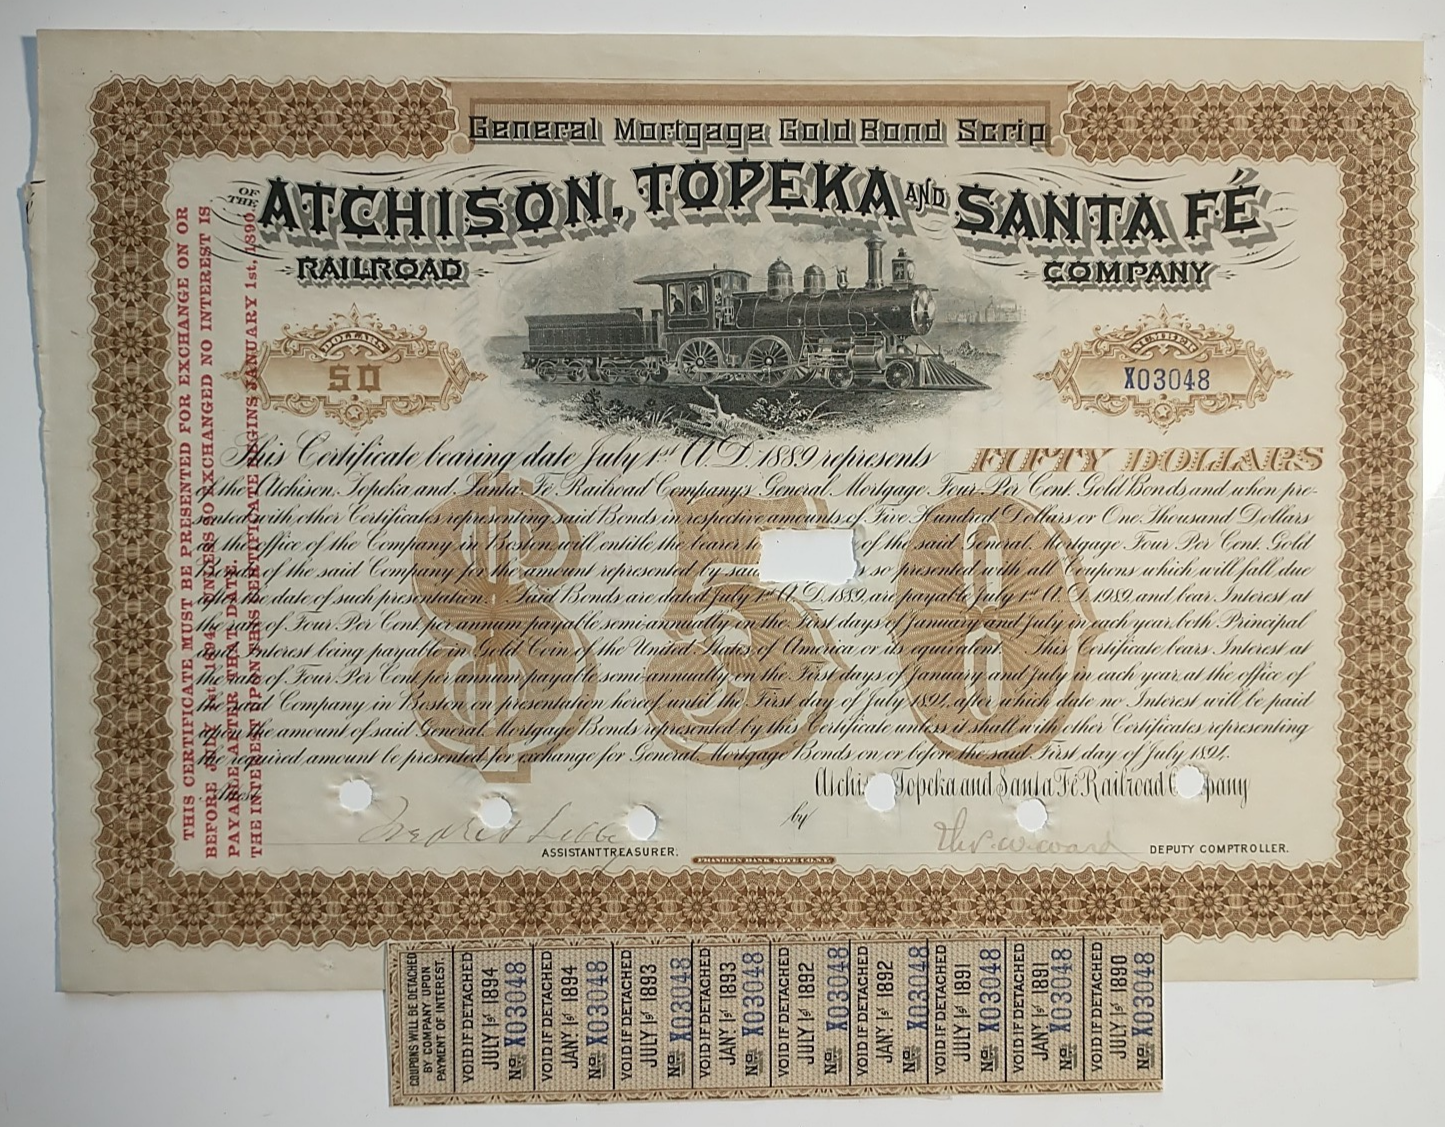 General Mortgage Gold Bond Scrip
OF THE ATCHISON, TOPEKA AND SANTA FÉ
RAILROAD COMPANY
DOLLARS
50
NUMBER
X03048
This Certificate bearing date July 1st A.D. 1889 represents FIFTY DOLLARS
of the Atchison, Topeka and Santa Fé Railroad Company's General Mortgage Four Per Cent. Gold Bonds, and when pre-
sented with other Certificates representing said Bonds in respective amounts of Five Hundred Dollars or One Thousand Dollars
at the office of the Company in Boston, will entitle the bearer to of the said General Mortgage Four Per Cent. Gold
Bonds of the said Company for the amount represented by said so presented with all Coupons which will fall due
after the date of such presentation. Said Bonds are dated July 1st A.D. 1889, are payable July 1st A.D. 1989, and bear Interest at
the rate of Four Per Cent. per annum payable semi-annually on the First days of January and July in each year, both Principal
and Interest being payable in Gold Coin of the United States of America or its equivalent. This Certificate bears Interest at
the rate of Four Per Cent. per annum payable semi-annually on the First days of January and July in each year, at the office of
the said Company in Boston on presentation hereof, until the First day of July 1894, after which date no Interest will be paid
upon the amount of said General Mortgage Bonds represented by this Certificate unless it shall with other Certificates representing
the required amount be presented for exchange for General Mortgage Bonds on or before the said First day of July 1894.
$50
Attest
Atchis Topeka and Santa Fé Railroad C pany
by
ASSISTANT TREASURER.
FRANKLIN BANK NOTE CO. N.Y.
DEPUTY COMPTROLLER.
THIS CERTIFICATE MUST BE PRESENTED FOR EXCHANGE ON OR
BEFORE JULY 1st, 1894. UNLESS SO EXCHANGED NO INTEREST IS
PAYABLE AFTER THAT DATE.
THE INTEREST UPON THIS CERTIFICATE BEGINS JANUARY 1st, 1890.
COUPONS WILL BE DETACHED
BY COMPANY UPON
PAYMENT OF INTEREST.
VOID IF DETACHED
JULY 1st 1894
No. X03048
VOID IF DETACHED
JANY 1st 1894
No. X03048
VOID IF DETACHED
JULY 1st 1893
No. X03048
VOID IF DETACHED
JANY 1st 1893
No. X03048
VOID IF DETACHED
JULY 1st 1892
No. X03048
VOID IF DETACHED
JANY 1st 1892
No. X03048
VOID IF DETACHED
JULY 1st 1891
No. X03048
VOID IF DETACHED
JANY 1st 1891
No. X03048
VOID IF DETACHED
JULY 1st 1890
No. X03048